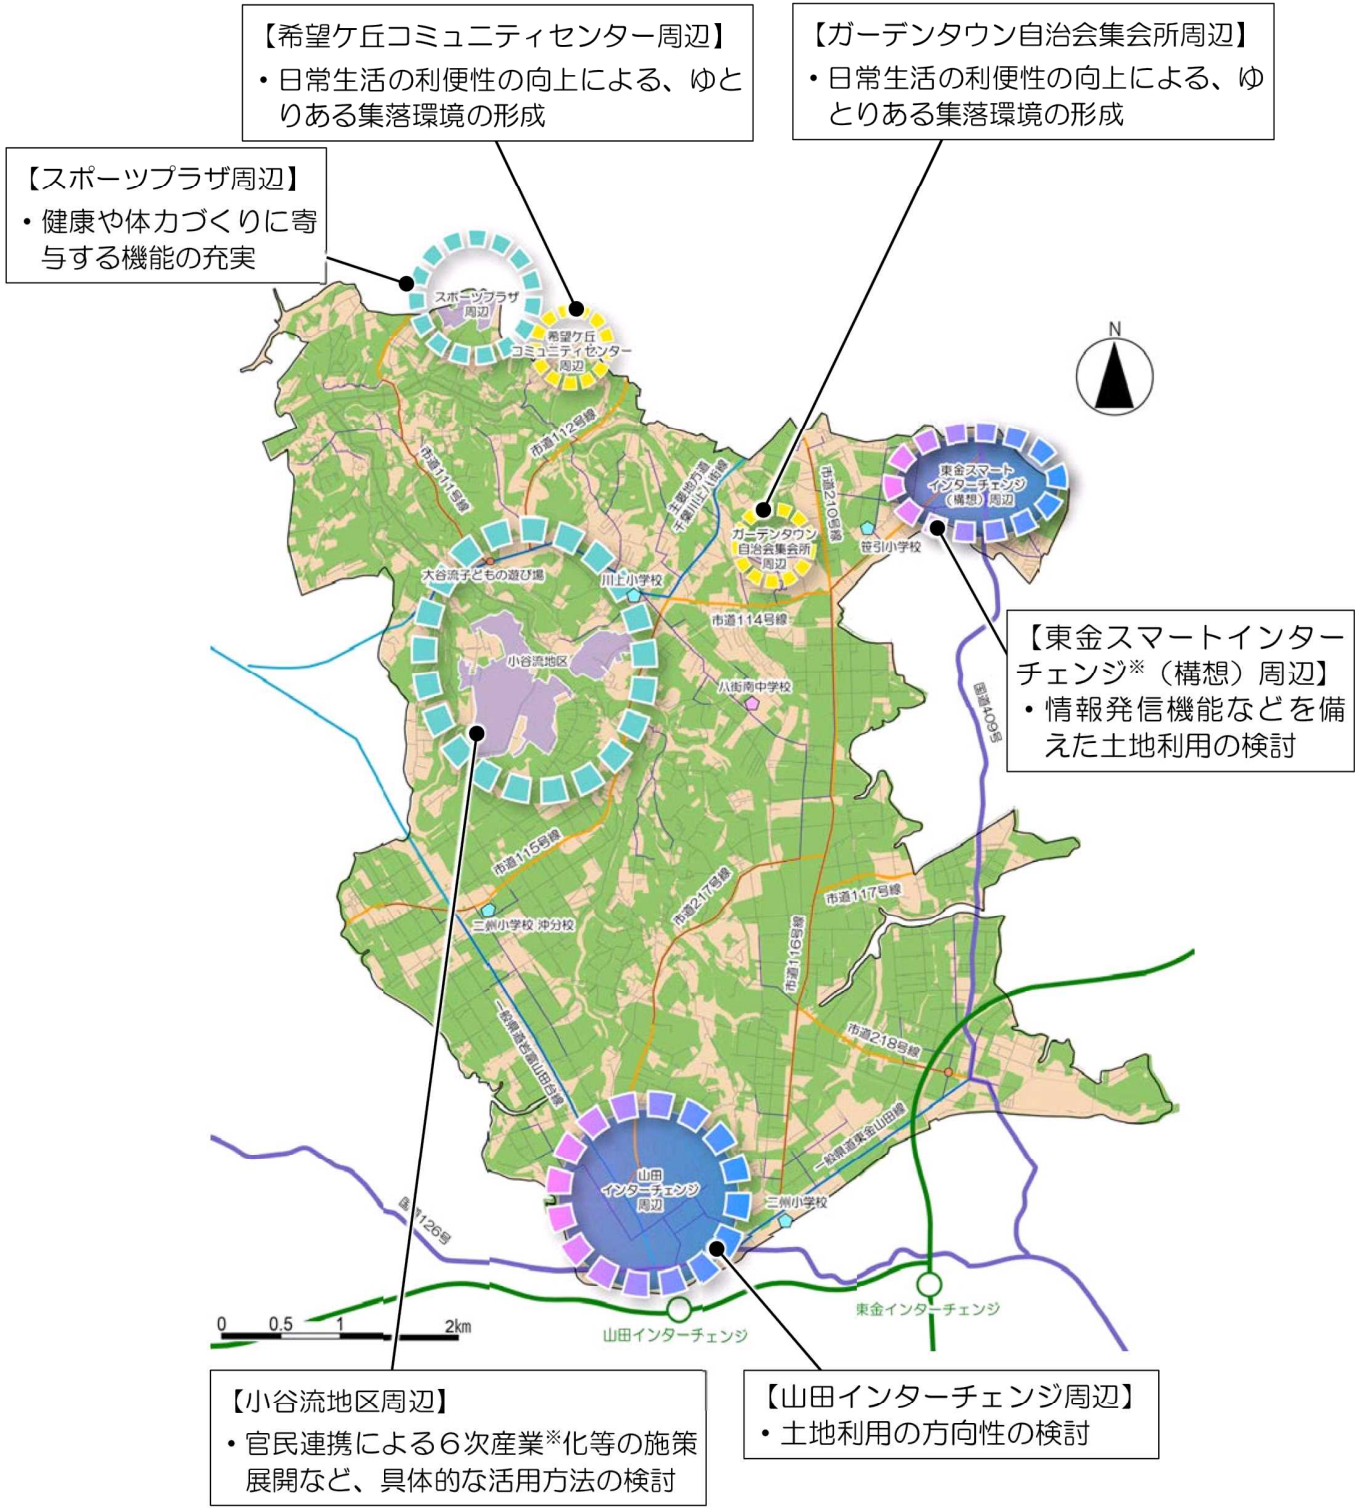 【希望ケ丘コミュニティセンター周辺】
・日常生活の利便性の向上による、ゆと
りある集落環境の形成
【ガーデンタウン自治会集会所周辺】
・日常生活の利便性の向上による、ゆ
とりある集落環境の形成
【スポーツプラザ周辺】
・健康や体力づくりに寄
与する機能の充実
スポーツプラザ
周辺
希望ケ丘
コミュニティセンター
周辺
N
市道112号線
市道111号線
主要地方道
千葉川上八街線
市道210号線
東金スマート
インターチェンジ
（構想）周辺
ガーデンタウン
自治会集会所
周辺
笹引小学校
大谷流子どもの遊び場
川上小学校
市道114号線
【東金スマートインター
チェンジ※（構想）周辺】
・情報発信機能などを備
えた土地利用の検討
小谷流地区
八街南中学校
国道409号
市道115号線
市道217号線
市道117号線
二州小学校 沖分校
市道116号線
一般県道岩富山田台線
市道218号線
一般県道東金山田線
山田
インターチェンジ
周辺
二州小学校
国道126号
東金インターチェンジ
山田インターチェンジ
0 0.5 1 2km
【小谷流地区周辺】
・官民連携による６次産業※化等の施策
展開など、具体的な活用方法の検討
【山田インターチェンジ周辺】
・土地利用の方向性の検討